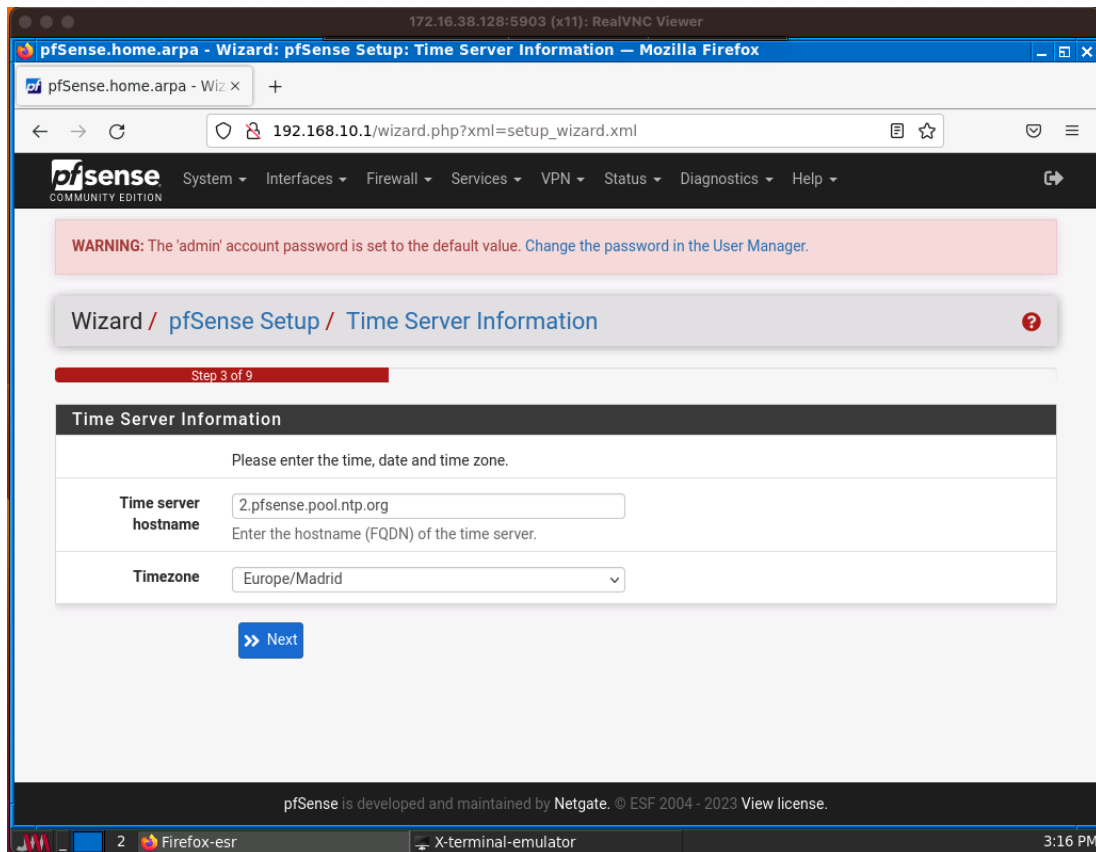 172.16.38.128:5903 (x11): RealVNC Viewer
pfSense.home.arpa - Wizard: pfSense Setup: Time Server Information — Mozilla Firefox
pf pfSense.home.arpa - Wiz
192.168.10.1/wizard.php?xml=setup_wizard.xml
pfsense System Interfaces Firewall Services VPN Status Diagnostics Help
COMMUNITY EDITION
WARNING: The 'admin' account password is set to the default value. Change the password in the User Manager.
Wizard / pfSense Setup / Time Server Information
Step 3 of 9
Time Server Information
Please enter the time, date and time zone.
Time server hostname
2.pfsense.pool.ntp.org
Enter the hostname (FQDN) of the time server.
Timezone
Europe/Madrid
Next
pfSense is developed and maintained by Netgate. © ESF 2004 - 2023 View license.
2 Firefox-esr X-terminal-emulator 3:16 PM